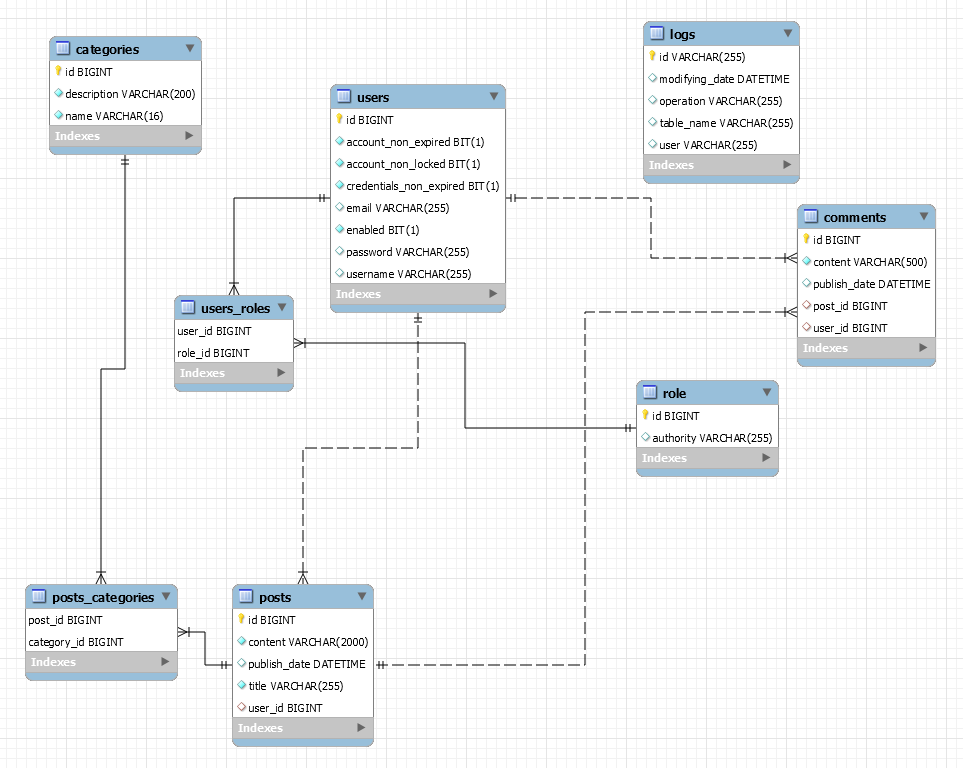 categories
id BIGINT
description VARCHAR(200)
name VARCHAR(16)
Indexes
users
id BIGINT
account_non_expired BIT(1)
account_non_locked BIT(1)
credentials_non_expired BIT(1)
email VARCHAR(255)
enabled BIT(1)
password VARCHAR(255)
username VARCHAR(255)
Indexes
logs
id VARCHAR(255)
modifying_date DATETIME
operation VARCHAR(255)
table_name VARCHAR(255)
user VARCHAR(255)
Indexes
comments
id BIGINT
content VARCHAR(500)
publish_date DATETIME
post_id BIGINT
user_id BIGINT
Indexes
users_roles
user_id BIGINT
role_id BIGINT
Indexes
role
id BIGINT
authority VARCHAR(255)
Indexes
posts_categories
post_id BIGINT
category_id BIGINT
Indexes
posts
id BIGINT
content VARCHAR(2000)
publish_date DATETIME
title VARCHAR(255)
user_id BIGINT
Indexes